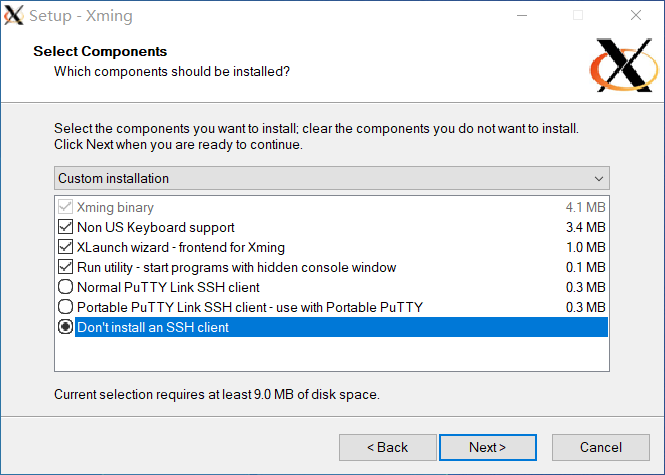 Setup - Xming
Select Components
Which components should be installed?
Select the components you want to install; clear the components you do not want to install.
Click Next when you are ready to continue.
Custom installation
Xming binary 4.1 MB
Non US Keyboard support 3.4 MB
XLaunch wizard - frontend for Xming 1.0 MB
Run utility - start programs with hidden console window 0.1 MB
Normal PuTTY Link SSH client 0.3 MB
Portable PuTTY Link SSH client - use with Portable PuTTY 0.3 MB
Don't install an SSH client
Current selection requires at least 9.0 MB of disk space.
< Back Next > Cancel